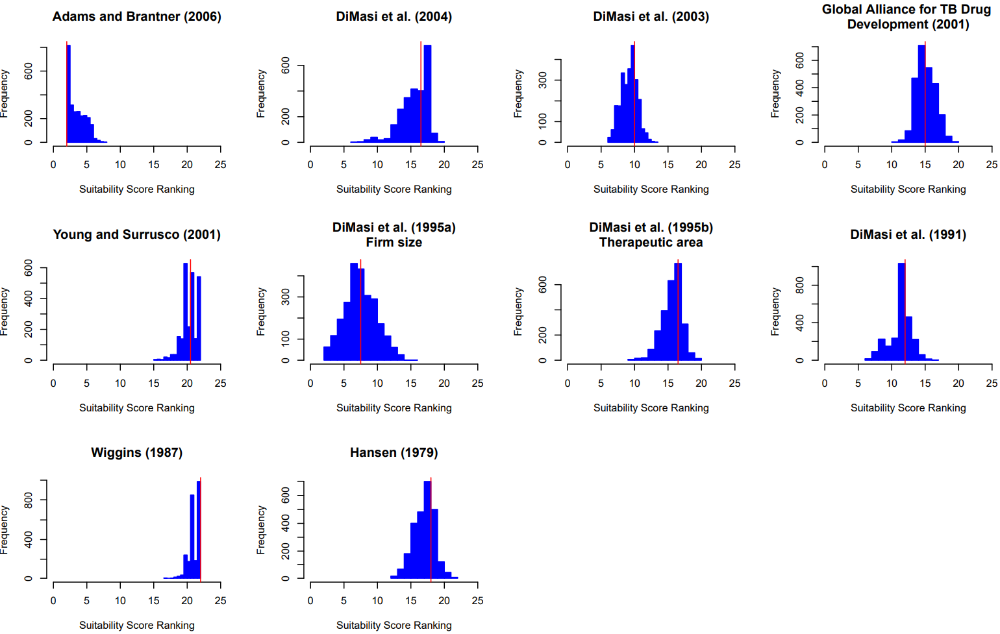 Adams and Brantner (2006)
Frequency
0
200
600
0 5 10 15 20 25
Suitability Score Ranking
DiMasi et al. (2004)
Frequency
0
200
600
0 5 10 15 20 25
Suitability Score Ranking
DiMasi et al. (2003)
Frequency
0
100
300
0 5 10 15 20 25
Suitability Score Ranking
Global Alliance for TB Drug
Development (2001)
Frequency
0
200
400
600
0 5 10 15 20 25
Suitability Score Ranking
Young and Surrusco (2001)
Frequency
0
200
400
600
0 5 10 15 20 25
Suitability Score Ranking
DiMasi et al. (1995a)
Firm size
Frequency
0
100
300
0 5 10 15 20 25
Suitability Score Ranking
DiMasi et al. (1995b)
Therapeutic area
Frequency
0
200
600
0 5 10 15 20 25
Suitability Score Ranking
DiMasi et al. (1991)
Frequency
0
400
800
0 5 10 15 20 25
Suitability Score Ranking
Wiggins (1987)
Frequency
0
400
800
0 5 10 15 20 25
Suitability Score Ranking
Hansen (1979)
Frequency
0
200
400
600
0 5 10 15 20 25
Suitability Score Ranking